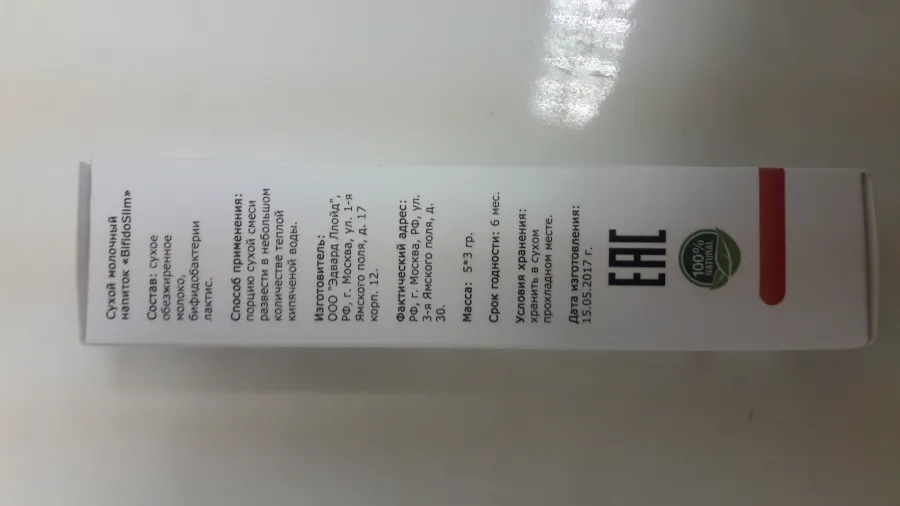 Сухой молочный
напиток «BifidoSlim»
Состав: сухое
обезжиренное
молоко,
бифидобактерии
лактис.
Способ применения:
порцию сухой смеси
развести в небольшом
количестве теплой
кипяченой воды.
Изготовитель:
ООО "Эдвард Ллойд",
РФ, г. Москва, ул. 1-я
Ямского поля, д. 17
корп. 12.
Фактический адрес:
РФ, г. Москва, РФ, ул.
3-я Ямского поля, д.
30.
Масса: 5*3 гр.
Срок годности: 6 мес.
Условия хранения:
хранить в сухом
прохладном месте.
Дата изготовления:
15.05.2017 г.
EAC
100%
NATURAL